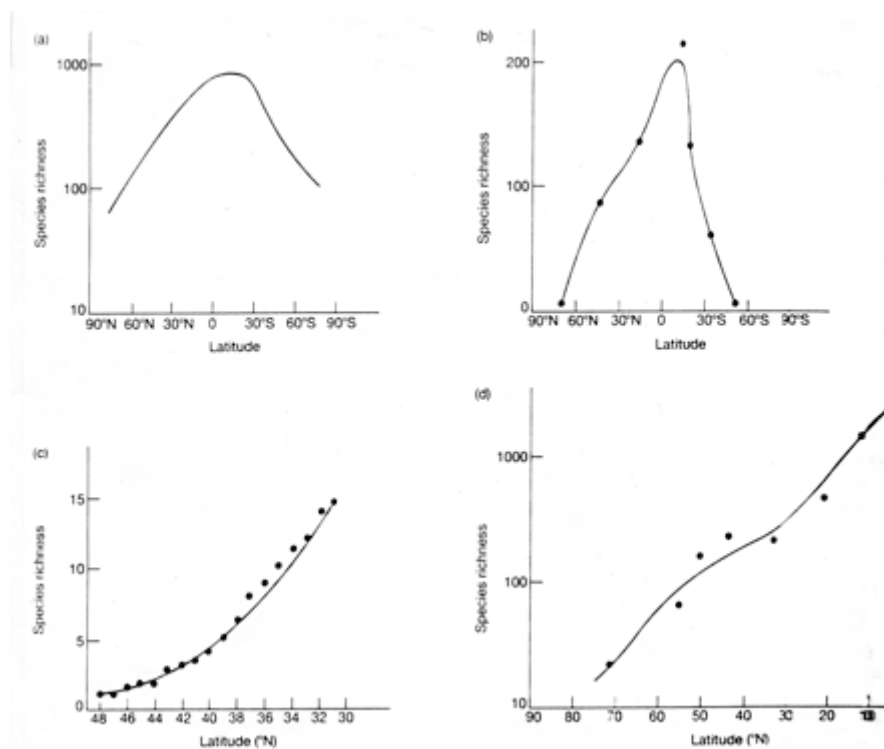 (a)
1000
100
10
Species richness
90°N 60°N 30°N 0 30°S 60°S 90°S
Latitude
(b)
200
100
0
Species richness
90°N 60°N 30°N 0 30°S 60°S 90°S
Latitude
(c)
15
10
5
0
Species richness
48 46 44 42 40 38 36 34 32 30
Latitude (°N)
(d)
1000
100
10
Species richness
90 80 70 60 50 40 30 20
Latitude (°N)